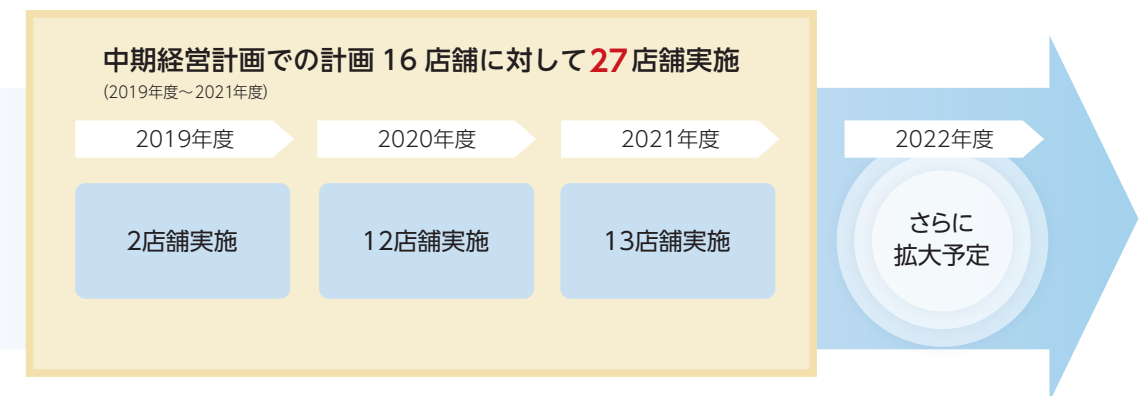 中期経営計画での計画 16 店舗に対して27店舗実施
(2019年度～2021年度)
2019年度
2020年度
2021年度
2022年度
2店舗実施
12店舗実施
13店舗実施
さらに
拡大予定